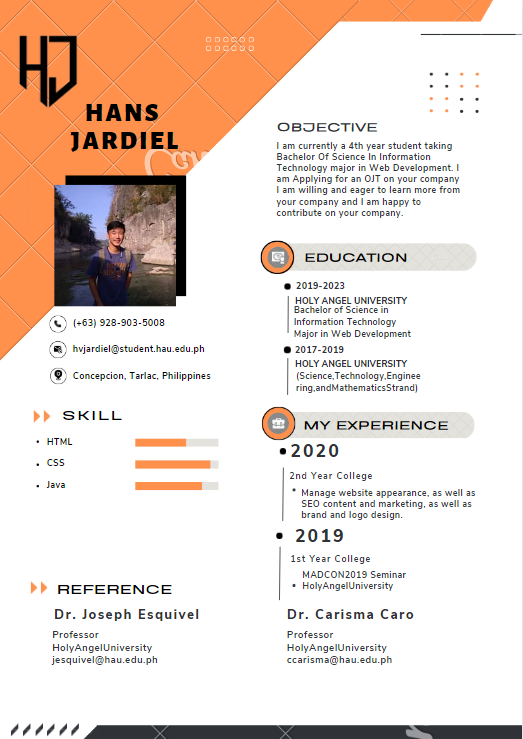 HJ
HANS
JARDIEL
(+63) 928-903-5008
hvjardiel@student.hau.edu.ph
Concepcion, Tarlac, Philippines
SKILL
• HTML
• CSS
• Java
OBJECTIVE
I am currently a 4th year student taking
Bachelor Of Science In Information
Technology major in Web Development. I
am Applying for an OJT on your company
I am willing and eager to learn more from
your company and I am happy to
contribute on your company.
EDUCATION
2019-2023
HOLY ANGEL UNIVERSITY
Bachelor of Science in
Information Technology
Major in Web Development
2017-2019
HOLY ANGEL UNIVERSITY
(Science,Technology,Enginee
ring,andMathematicsStrand)
MY EXPERIENCE
2020
2nd Year College
• Manage website appearance, as well as
SEO content and marketing, as well as
brand and logo design.
2019
1st Year College
MADCON2019 Seminar
• HolyAngelUniversity
REFERENCE
Dr. Joseph Esquivel
Professor
HolyAngelUniversity
jesquivel@hau.edu.ph
Dr. Carisma Caro
Professor
HolyAngelUniversity
ccarisma@hau.edu.ph